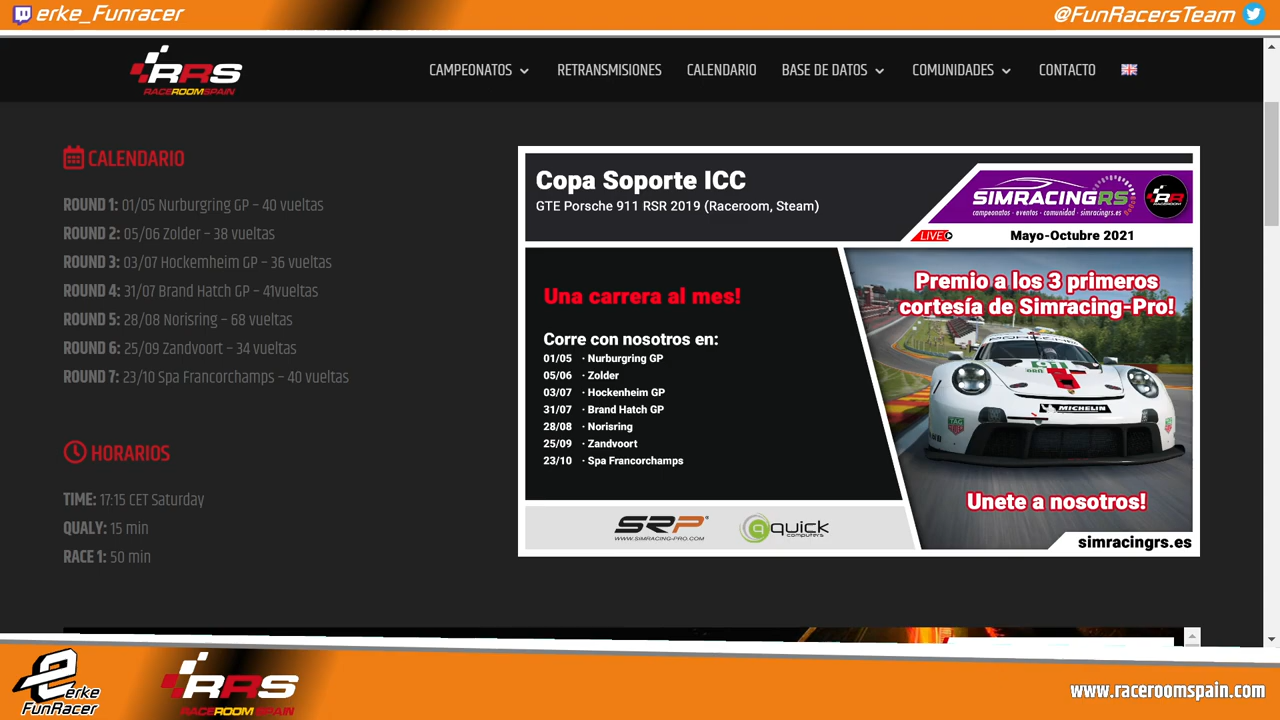 erke_Funracer
@FunRacersTeam
RRS
RACEROOMSPAIN
CAMPEONATOS
RETRANSMISIONES
CALENDARIO
BASE DE DATOS
COMUNIDADES
CONTACTO
CALENDARIO
ROUND 1: 01/05 Nurburgring GP – 40 vueltas
ROUND 2: 05/06 Zolder – 38 vueltas
ROUND 3: 03/07 Hockemheim GP – 36 vueltas
ROUND 4: 31/07 Brand Hatch GP – 41vueltas
ROUND 5: 28/08 Norisring – 68 vueltas
ROUND 6: 25/09 Zandvoort – 34 vueltas
ROUND 7: 23/10 Spa Francorchamps – 40 vueltas
HORARIOS
TIME: 17:15 CET Saturday
QUALY: 15 min
RACE 1: 50 min
Copa Soporte ICC
GTE Porsche 911 RSR 2019 (Raceroom, Steam)
SIMRACINGRS
campeonatos · eventos · comunidad · simracingrs.es
RR
RACEROOM
LIVE
Mayo-Octubre 2021
Una carrera al mes!
Corre con nosotros en:
01/05 · Nurburgring GP
05/06 · Zolder
03/07 · Hockenheim GP
31/07 · Brand Hatch GP
28/08 · Norisring
25/09 · Zandvoort
23/10 · Spa Francorchamps
Premio a los 3 primeros
cortesía de Simracing-Pro!
91
MICHELIN
TAG
Unete a nosotros!
SRP
WWW.SIMRACING-PRO.COM
quick
computers
simracingrs.es
erke
FunRacer
RRS
RACEROOM SPAIN
www.raceroomspain.com